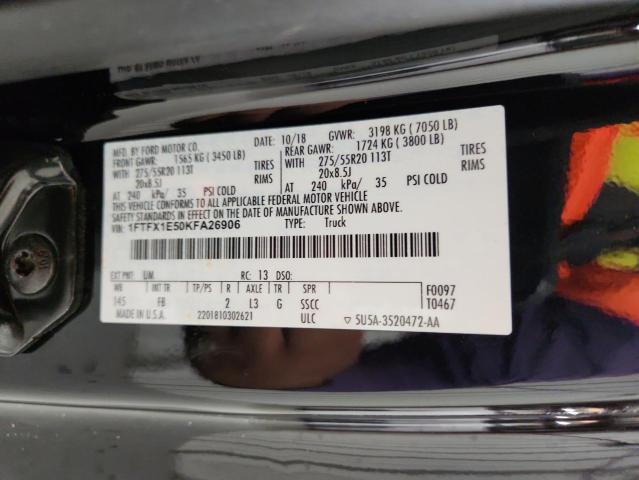 MFD. BY FORD MOTOR CO. DATE: 10/18 GVWR: 3198 KG ( 7050 LB)
FRONT GAWR: 1565 KG ( 3450 LB) REAR GAWR: 1724 KG ( 3800 LB)
WITH 275/55R20 113T TIRES WITH 275/55R20 113T TIRES
20x8.5J RIMS 20x8.5J RIMS
AT 240 kPa/ 35 PSI COLD AT 240 kPa/ 35 PSI COLD
THIS VEHICLE CONFORMS TO ALL APPLICABLE FEDERAL MOTOR VEHICLE
SAFETY STANDARDS IN EFFECT ON THE DATE OF MANUFACTURE SHOWN ABOVE.
VIN: 1FTFX1E50KFA26906 TYPE: Truck
EXT PNT: UM RC: 13 DSO: F0097
WB INT TR TP/PS R AXLE TR SPR T0467
145 FB 2 L3 G SSCC
MADE IN U.S.A. 2201810302621 ULC ▽ 5U5A-3520472-AA